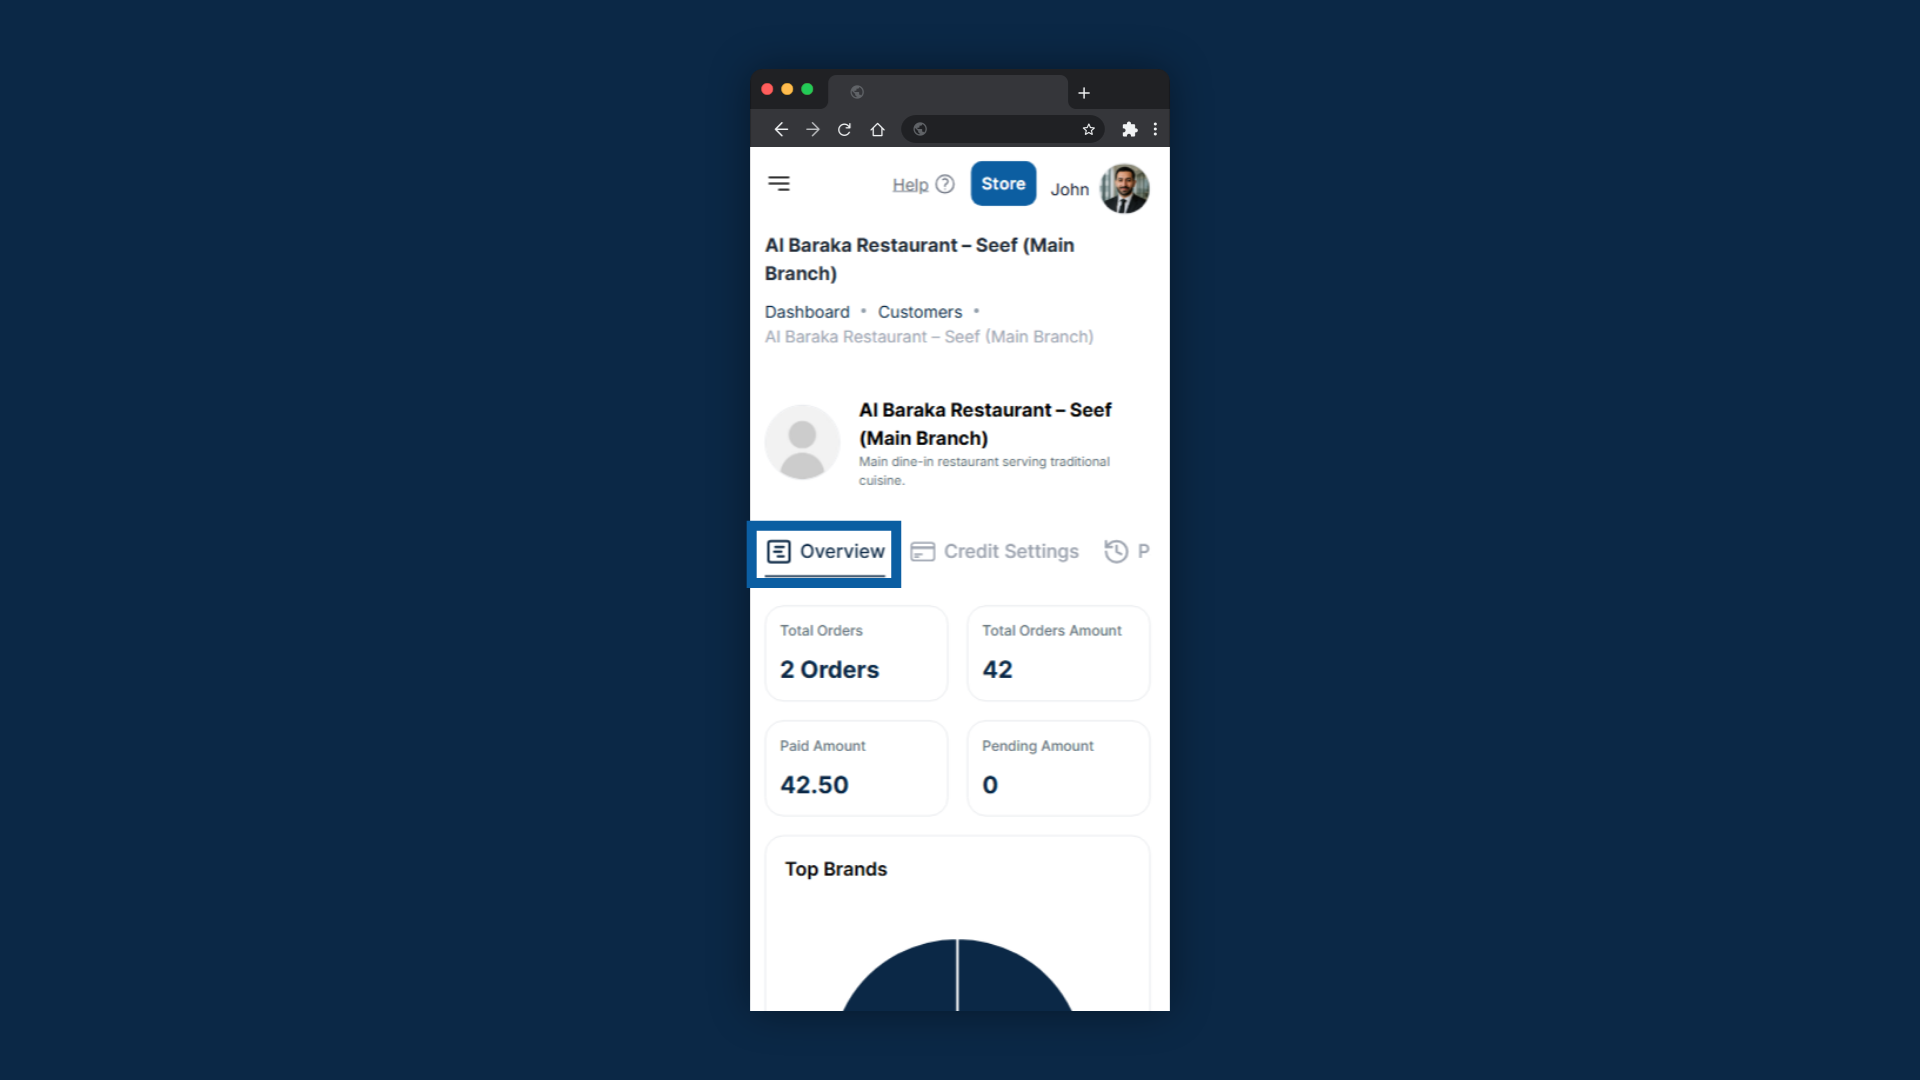 Help
Store
John
Al Baraka Restaurant – Seef (Main
Branch)
Dashboard • Customers •
Al Baraka Restaurant – Seef (Main Branch)
Al Baraka Restaurant – Seef
(Main Branch)
Main dine-in restaurant serving traditional
cuisine.
Overview
Credit Settings
P
Total Orders
2 Orders
Total Orders Amount
42
Paid Amount
42.50
Pending Amount
0
Top Brands